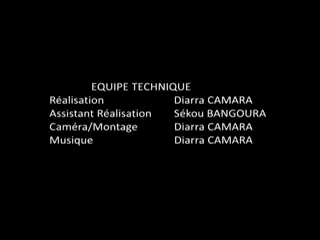 EQUIPE TECHNIQUE
Réalisation Diarra CAMARA
Assistant Réalisation Sékou BANGOURA
Caméra/Montage Diarra CAMARA
Musique Diarra CAMARA